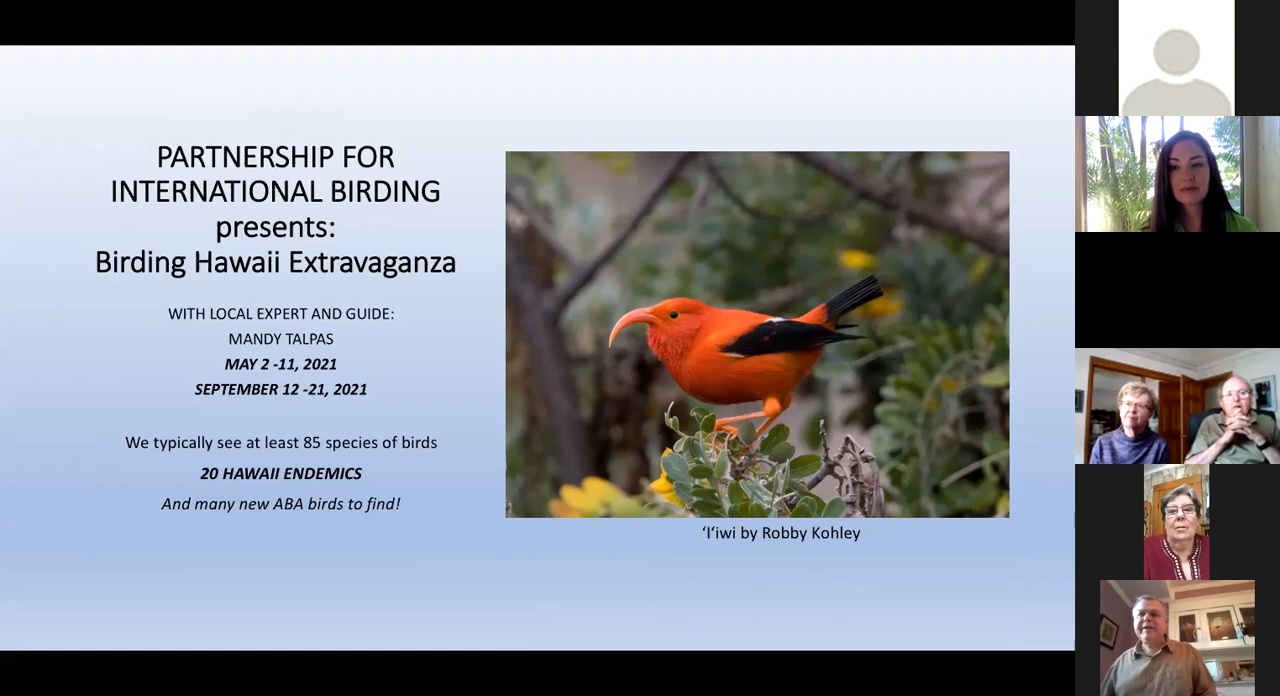 PARTNERSHIP FOR
INTERNATIONAL BIRDING
presents:
Birding Hawaii Extravaganza
WITH LOCAL EXPERT AND GUIDE:
MANDY TALPAS
MAY 2 -11, 2021
SEPTEMBER 12 -21, 2021
We typically see at least 85 species of birds
20 HAWAII ENDEMICS
And many new ABA birds to find!
‘I‘iwi by Robby Kohley